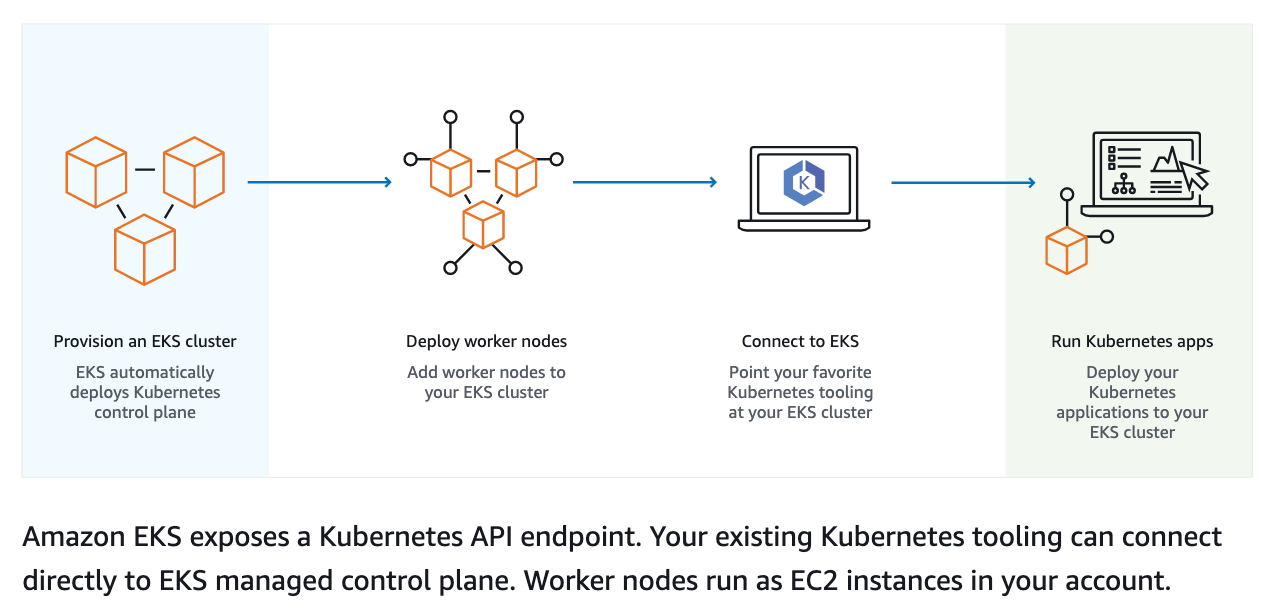 K
Provision an EKS cluster
EKS automatically
deploys Kubernetes
control plane
Deploy worker nodes
Add worker nodes to
your EKS cluster
Connect to EKS
Point your favorite
Kubernetes tooling
at your EKS cluster
Run Kubernetes apps
Deploy your
Kubernetes
applications to your
EKS cluster
Amazon EKS exposes a Kubernetes API endpoint. Your existing Kubernetes tooling can connect
directly to EKS managed control plane. Worker nodes run as EC2 instances in your account.